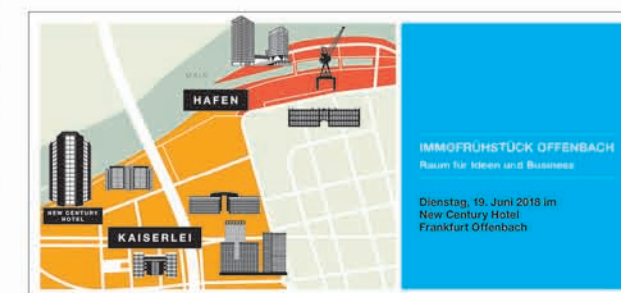 MAIN
HAFEN
NEW CENTURY
HOTEL
KAISERLEI
IMMOFRÜHSTÜCK OFFENBACH
Raum für Ideen und Business
Dienstag, 19. Juni 2018 im
New Century Hotel
Frankfurt Offenbach